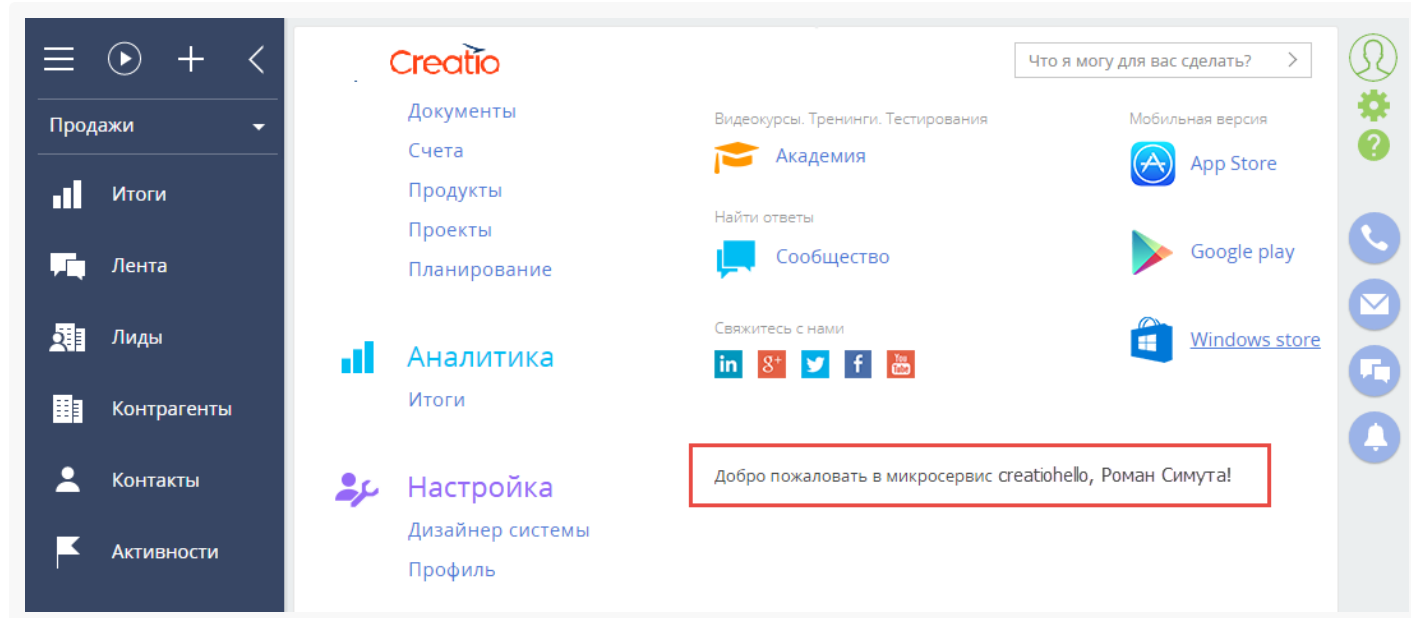 Creatio
Что я могу для вас сделать?
Продажи
Итоги
Лента
Лиды
Контрагенты
Контакты
Активности
Документы
Счета
Продукты
Проекты
Планирование
Аналитика
Итоги
Настройка
Дизайнер системы
Профиль
Видеокурсы. Тренинги. Тестирования
Академия
Найти ответы
Сообщество
Свяжитесь с нами
in
g+
f
You
Tube
Мобильная версия
App Store
Google play
Windows store
Добро пожаловать в микросервис creatiohello, Роман Симута!